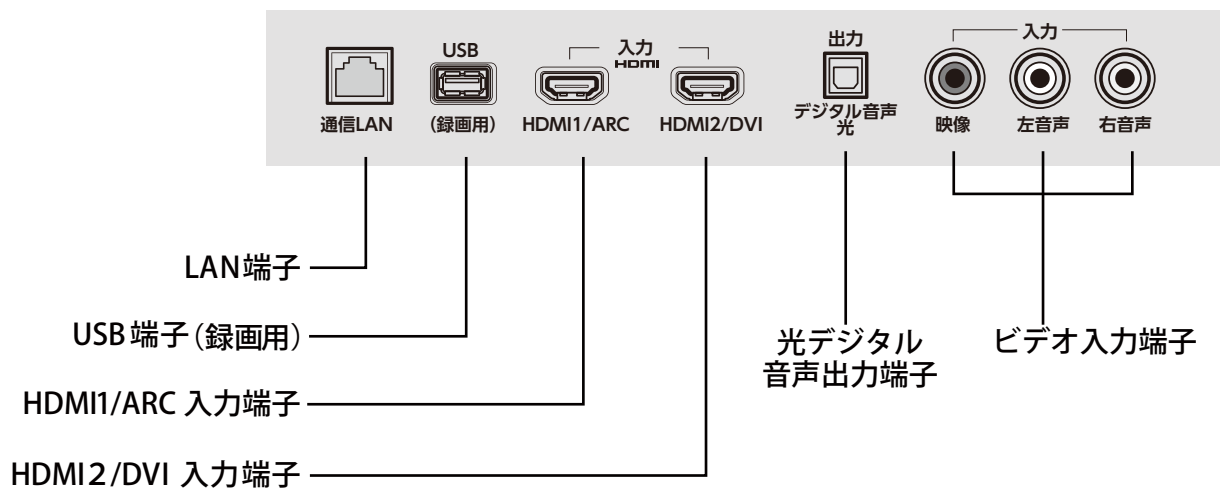 USB
入力
HDMI
出力
入力
通信LAN
(録画用)
HDMI1/ARC
HDMI2/DVI
デジタル音声
光
映像
左音声
右音声
LAN端子
USB端子(録画用)
HDMI1/ARC 入力端子
HDMI2/DVI 入力端子
光デジタル
音声出力端子
ビデオ入力端子